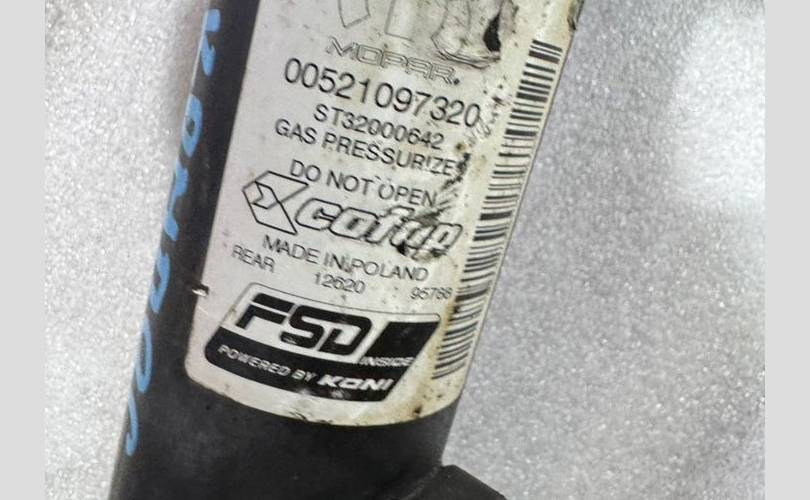 MOPAR.
00521097320
ST32000642
GAS PRESSURIZE
DO NOT OPEN
cofap
MADE IN POLAND
REAR 12620 95766
FSD INSIDE
POWERED BY KONI